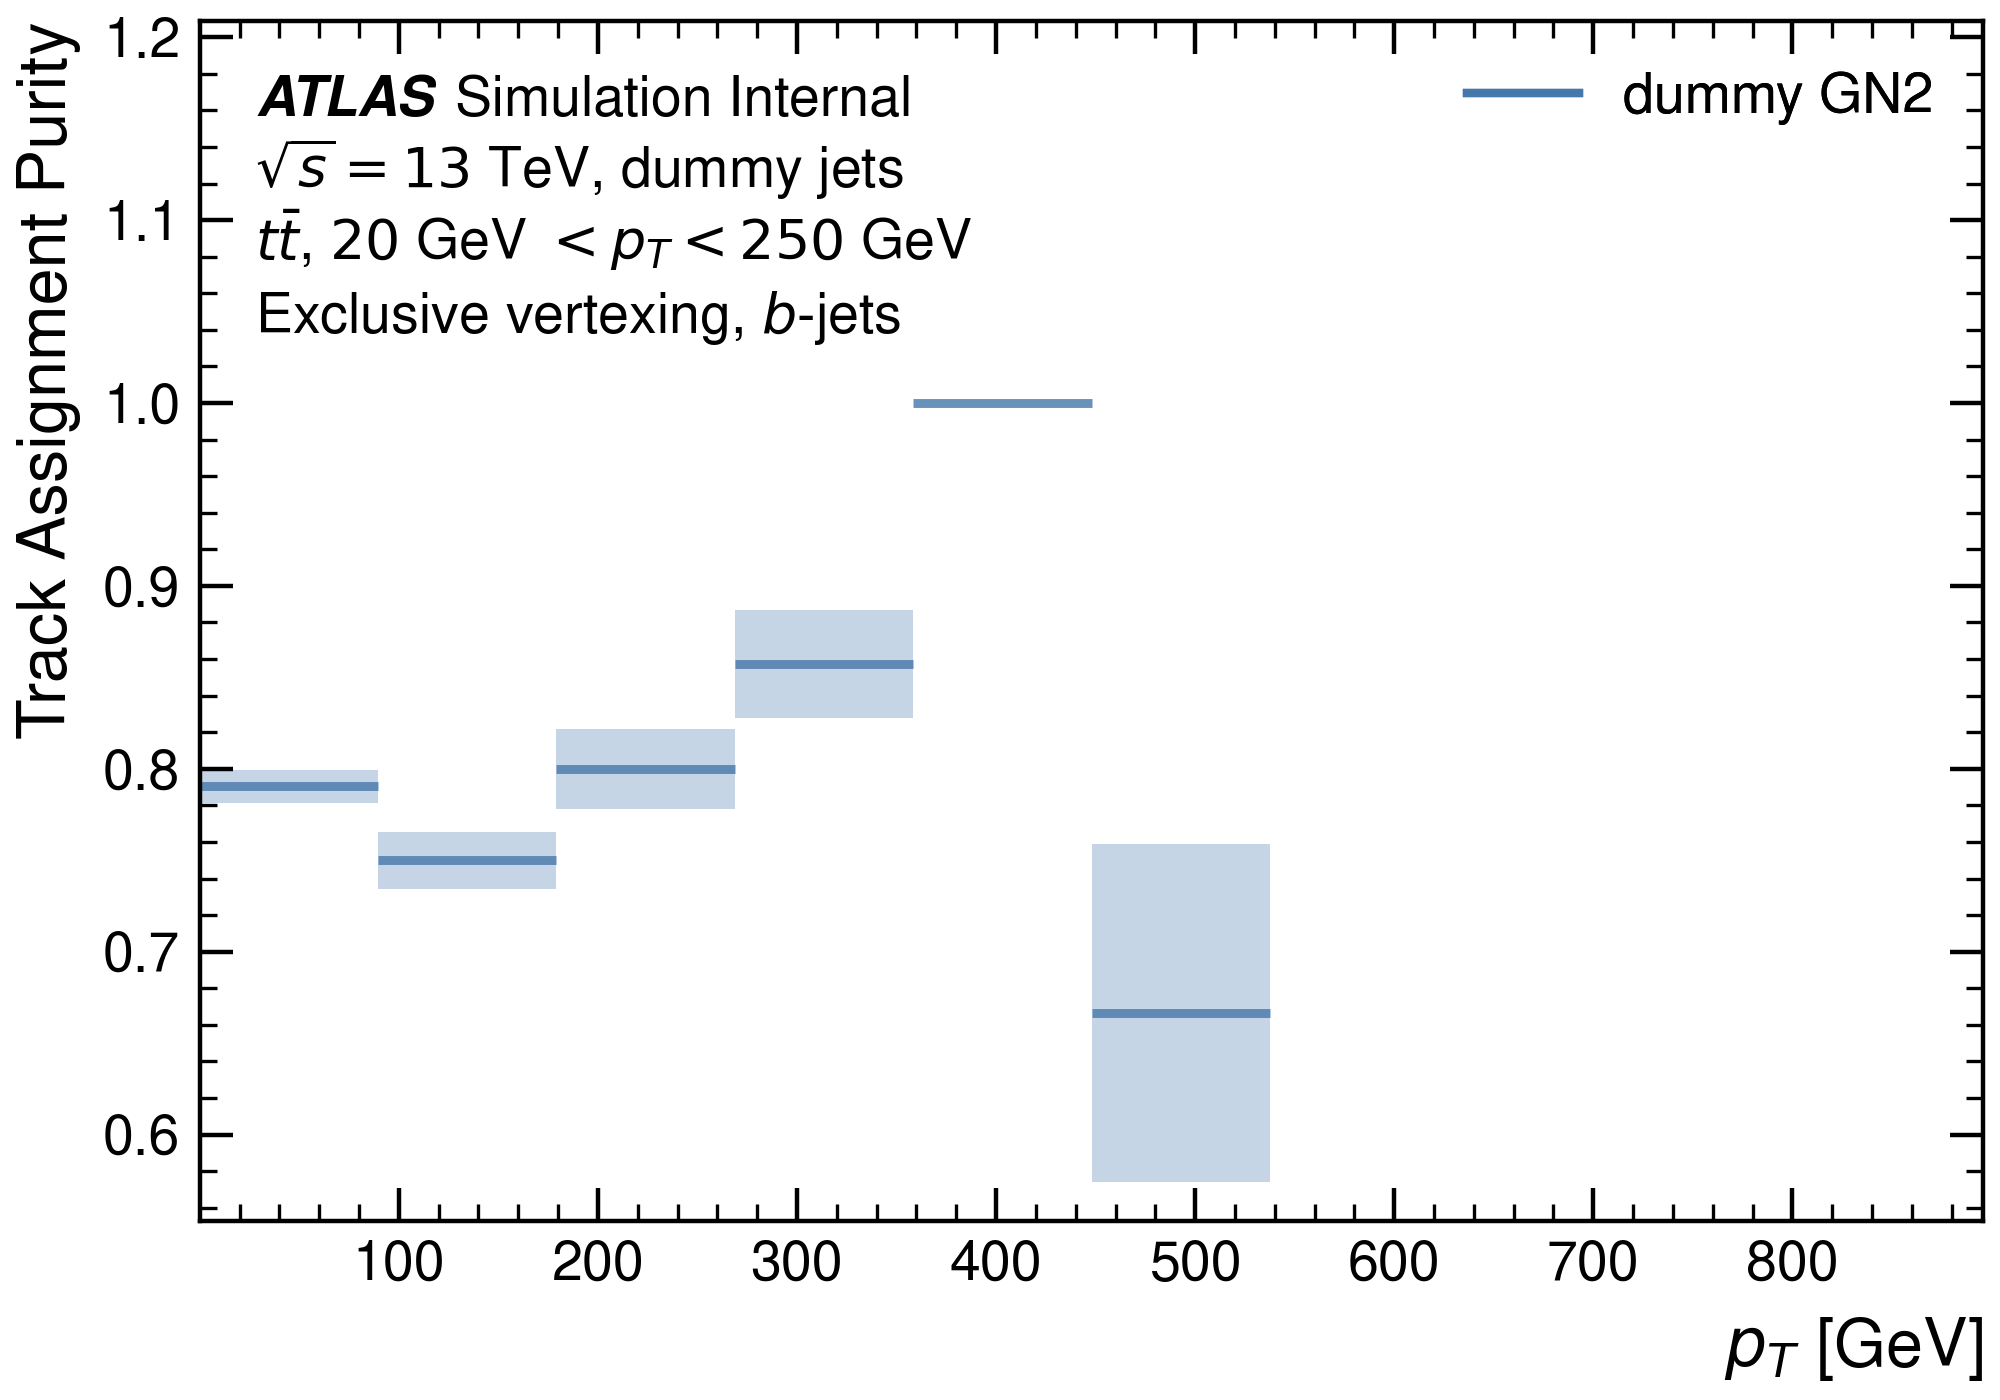 Track Assignment Purity
1.2
1.1
1.0
0.9
0.8
0.7
0.6
ATLAS Simulation Internal
√s = 13 TeV, dummy jets
tt̄, 20 GeV < p_T < 250 GeV
Exclusive vertexing, b-jets
dummy GN2
100 200 300 400 500 600 700 800
p_T [GeV]